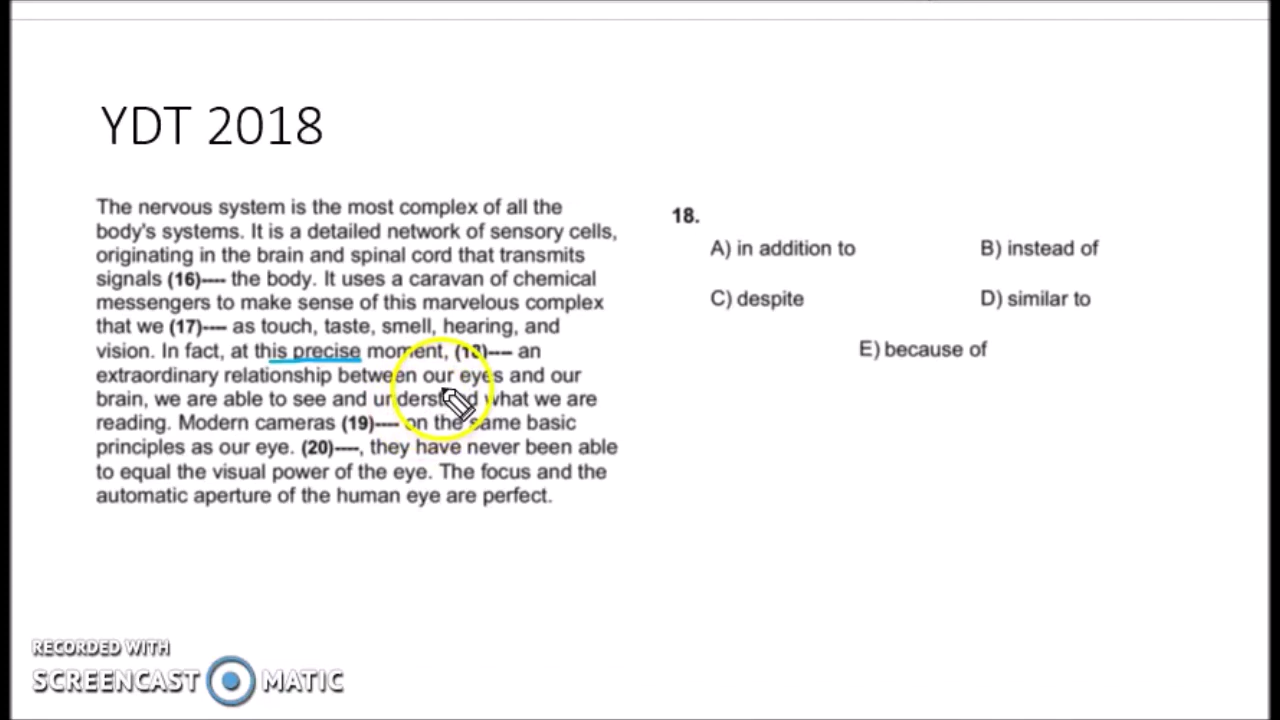 YDT 2018
The nervous system is the most complex of all the
body's systems. It is a detailed network of sensory cells,
originating in the brain and spinal cord that transmits
signals (16)---- the body. It uses a caravan of chemical
messengers to make sense of this marvelous complex
that we (17)---- as touch, taste, smell, hearing, and
vision. In fact, at this precise moment, (18)---- an
extraordinary relationship between our eyes and our
brain, we are able to see and understand what we are
reading. Modern cameras (19)---- on the same basic
principles as our eye. (20)----, they have never been able
to equal the visual power of the eye. The focus and the
automatic aperture of the human eye are perfect.
18.
A) in addition to
B) instead of
C) despite
D) similar to
E) because of
RECORDED WITH
SCREENCAST MATIC